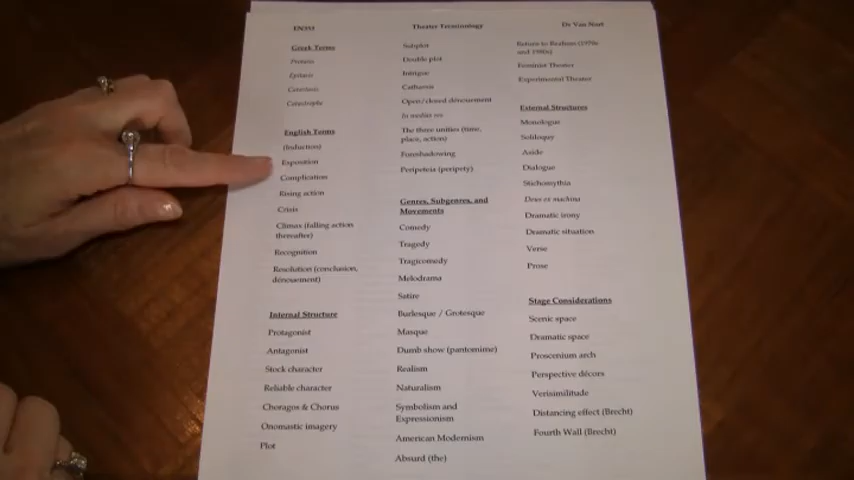 EN353
Theater Terminology
Dr Van Noort
Greek Terms
Protasis
Epitasis
Catastasis
Catastrophe
English Terms
(Induction)
Exposition
Complication
Rising action
Crisis
Climax (falling action
thereafter)
Recognition
Resolution (conclusion,
dénouement)
Internal Structure
Protagonist
Antagonist
Stock character
Reliable character
Choragos & Chorus
Onomastic imagery
Plot
Subplot
Double plot
Intrigue
Catharsis
Open/closed dénouement
In medias res
The three unities (time,
place, action)
Foreshadowing
Peripeteia (peripety)
Genres, Subgenres, and
Movements
Comedy
Tragedy
Tragicomedy
Melodrama
Satire
Burlesque / Grotesque
Masque
Dumb show (pantomime)
Realism
Naturalism
Symbolism and
Expressionism
American Modernism
Absurd (the)
Return to Realism (1970s
and 1980s)
Feminist Theater
Experimental Theater
External Structures
Monologue
Soliloquy
Aside
Dialogue
Stichomythia
Deus ex machina
Dramatic irony
Dramatic situation
Verse
Prose
Stage Considerations
Scenic space
Dramatic space
Proscenium arch
Perspective décors
Verisimilitude
Distancing effect (Brecht)
Fourth Wall (Brecht)